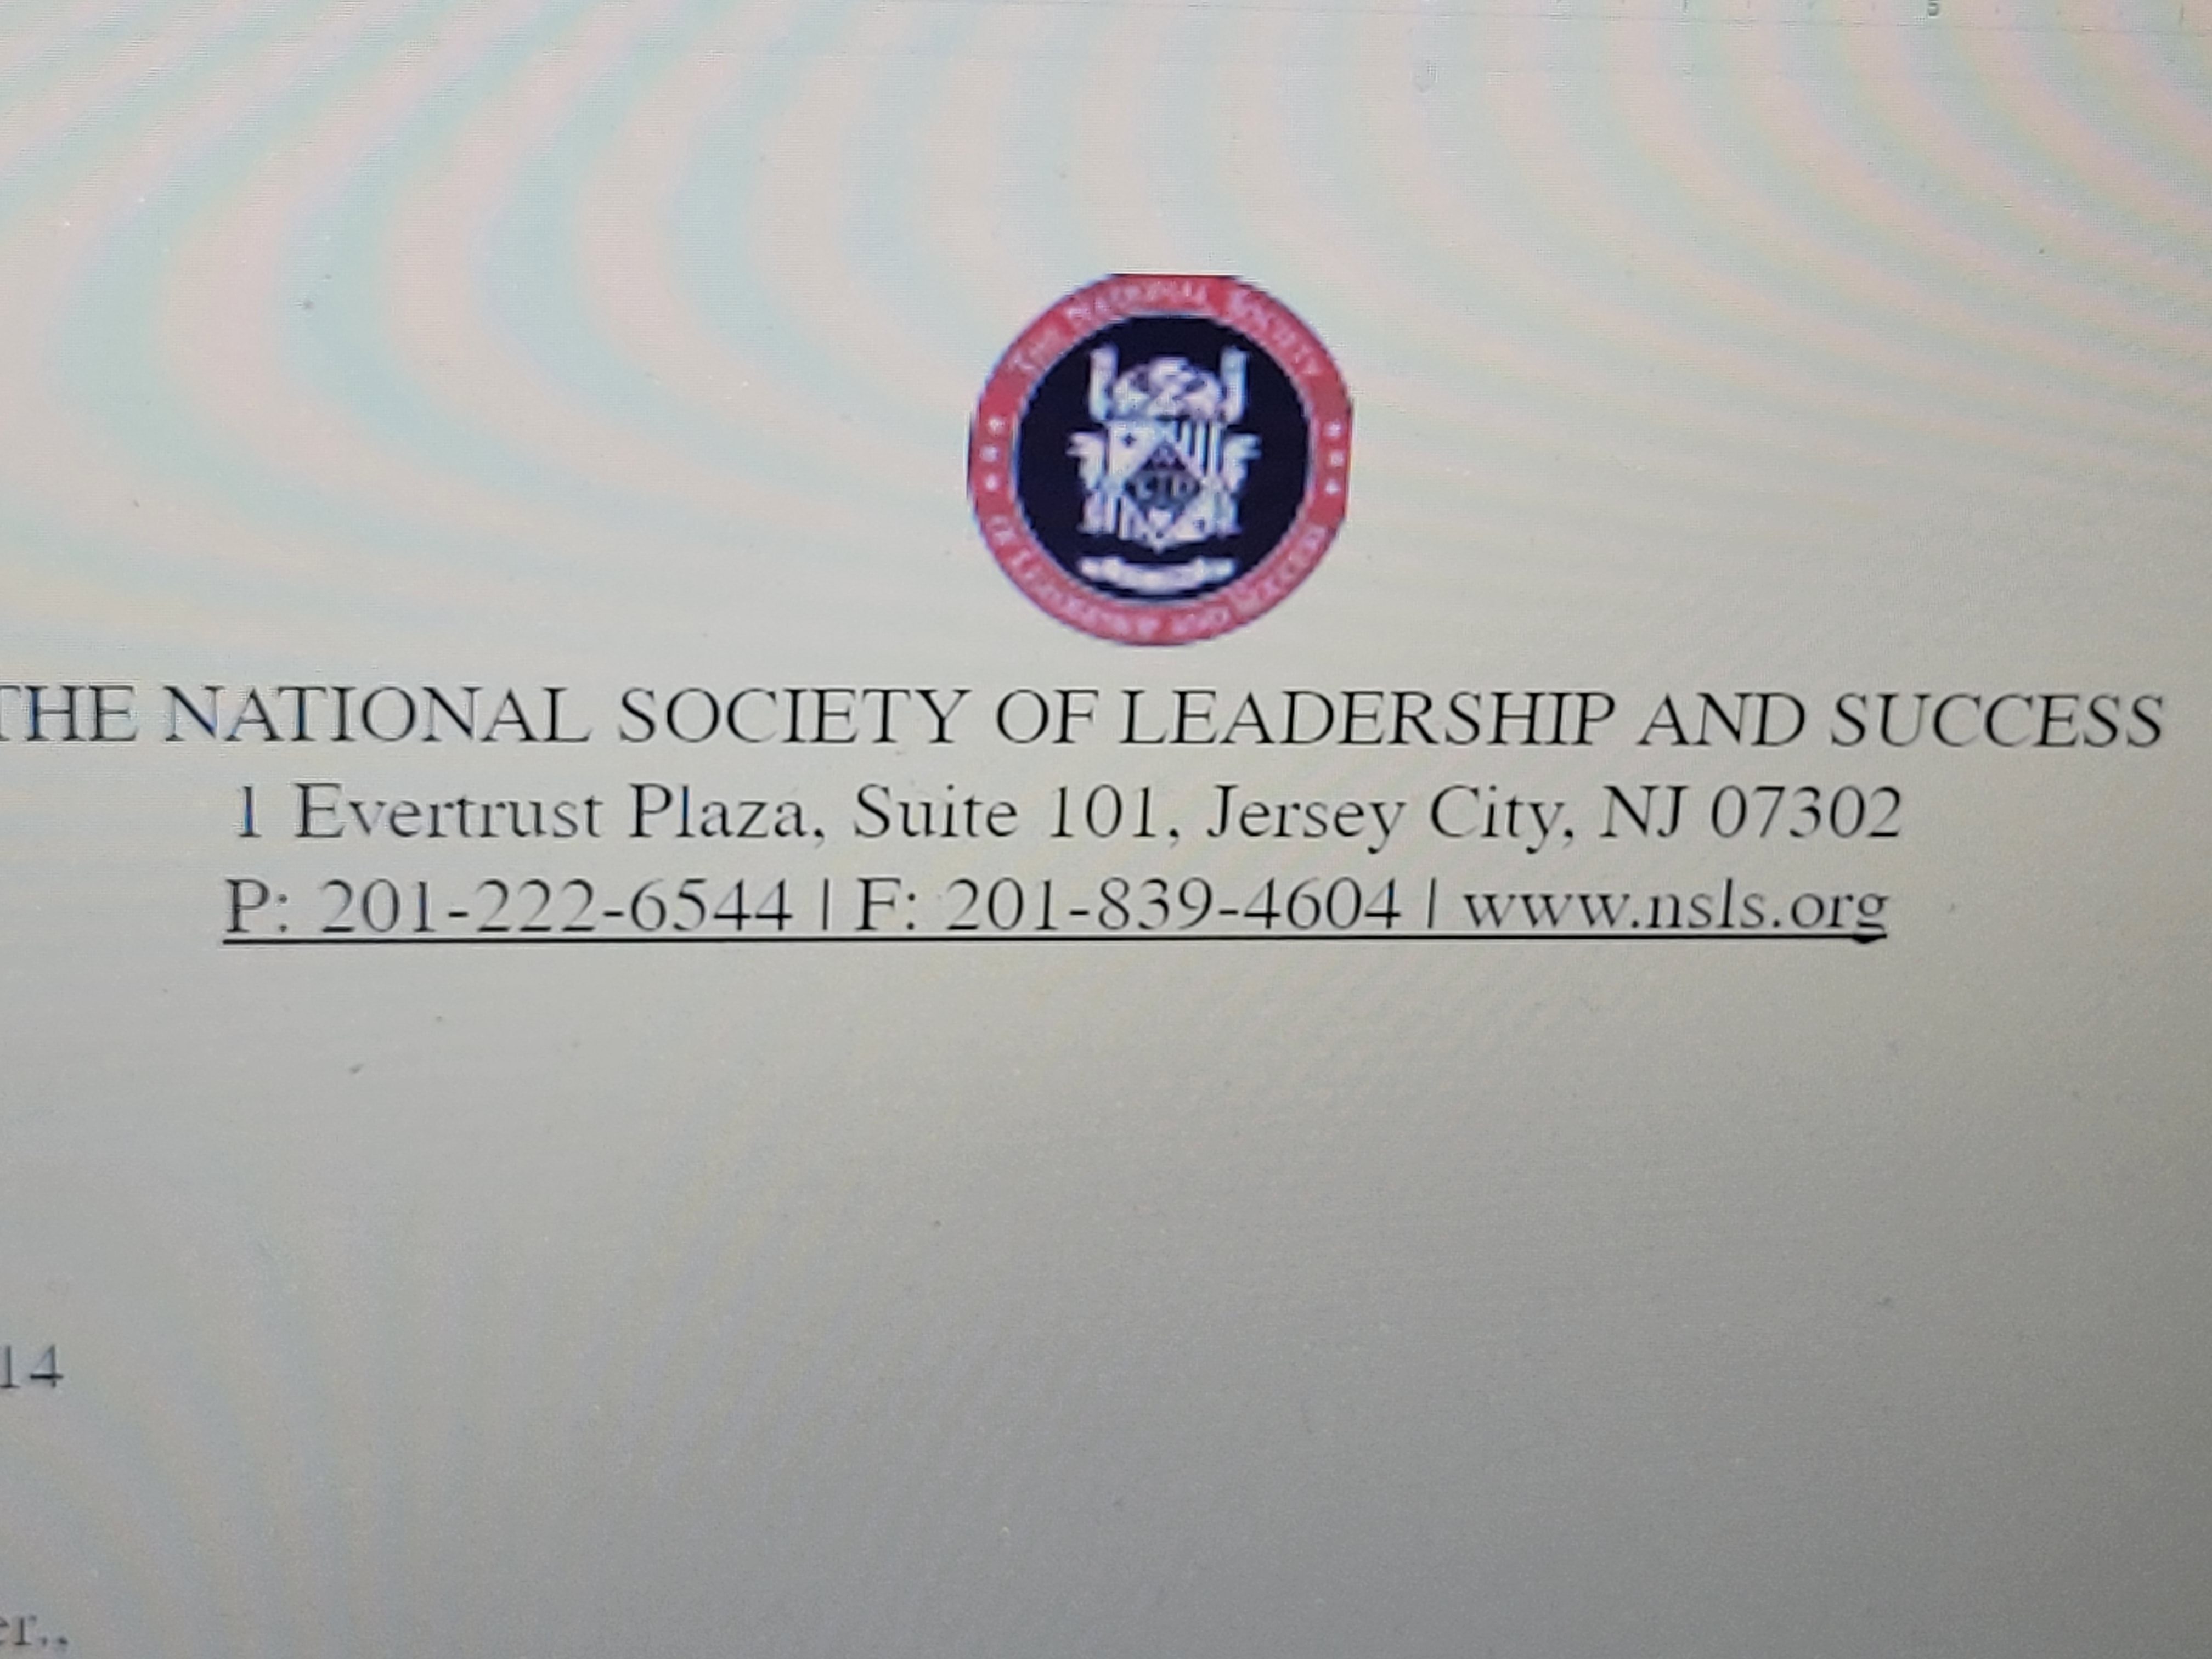 5
THE NATIONAL SOCIETY
OF LEADERSHIP AND SUCCESS
THE NATIONAL SOCIETY OF LEADERSHIP AND SUCCESS
1 Evertrust Plaza, Suite 101, Jersey City, NJ 07302
P: 201-222-6544 | F: 201-839-4604 | www.nsls.org
14
er.,